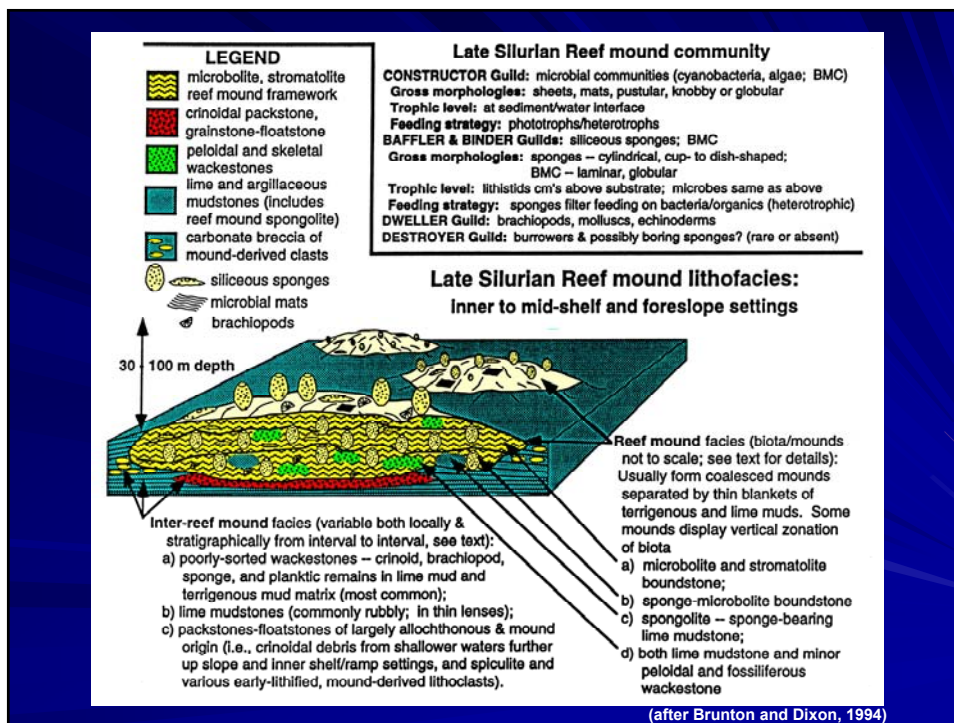 LEGEND
microbolite, stromatolite
reef mound framework
crinoidal packstone,
grainstone-floatstone
peloidal and skeletal
wackestones
lime and argillaceous
mudstones (includes
reef mound spongolite)
carbonate breccia of
mound-derived clasts
siliceous sponges
microbial mats
brachiopods
Late Silurian Reef mound community
CONSTRUCTOR Guild: microbial communities (cyanobacteria, algae; BMC)
Gross morphologies: sheets, mats, pustular, knobby or globular
Trophic level: at sediment/water interface
Feeding strategy: phototrophs/heterotrophs
BAFFLER & BINDER Guilds: siliceous sponges; BMC
Gross morphologies: sponges -- cylindrical, cup- to dish-shaped;
BMC -- laminar, globular
Trophic level: lithistids cm's above substrate; microbes same as above
Feeding strategy: sponges filter feeding on bacteria/organics (heterotrophic)
DWELLER Guild: brachiopods, molluscs, echinoderms
DESTROYER Guild: burrowers & possibly boring sponges? (rare or absent)
Late Silurian Reef mound lithofacies:
inner to mid-shelf and foreslope settings
30 - 100 m depth
Reef mound facies (biota/mounds
not to scale; see text for details):
Usually form coalesced mounds
separated by thin blankets of
terrigenous and lime muds. Some
mounds display vertical zonation
of biota
a) microbolite and stromatolite
boundstone;
b) sponge-microbolite boundstone
c) spongolite -- sponge-bearing
lime mudstone;
d) both lime mudstone and minor
peloidal and fossiliferous
wackestone
Inter-reef mound facies (variable both locally &
stratigraphically from interval to interval, see text):
a) poorly-sorted wackestones -- crinoid, brachiopod,
sponge, and planktic remains in lime mud and
terrigenous mud matrix (most common);
b) lime mudstones (commonly rubbly; in thin lenses);
c) packstones-floatstones of largely allochthonous & mound
origin (i.e., crinoidal debris from shallower waters further
up slope and inner shelf/ramp settings, and spiculite and
various early-lithified, mound-derived lithoclasts).
(after Brunton and Dixon, 1994)